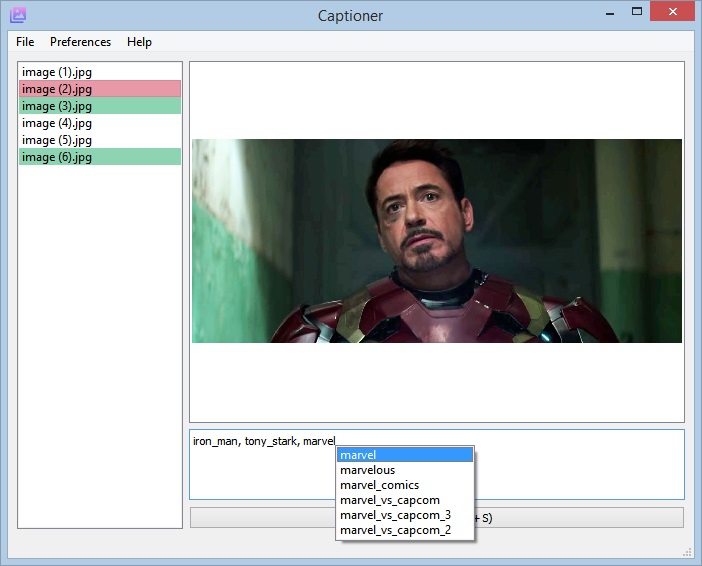 Captioner
File Preferences Help
image (1).jpg
image (2).jpg
image (3).jpg
image (4).jpg
image (5).jpg
image (6).jpg
iron_man, tony_stark, marvel
marvel
marvelous
marvel_comics
marvel_vs_capcom
marvel_vs_capcom_3
marvel_vs_capcom_2
+ S)